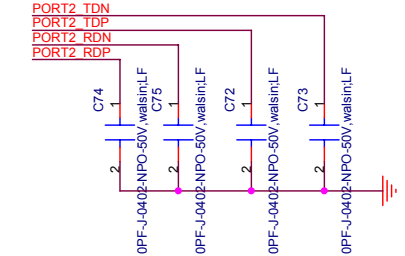 PORT2_TDN
PORT2_TDP
PORT2_RDN
PORT2_RDP
C74
1
2
0PF-J-0402-NPO-50V,walsin;LF
C75
1
2
0PF-J-0402-NPO-50V,walsin;LF
C72
1
2
0PF-J-0402-NPO-50V,walsin;LF
C73
1
2
0PF-J-0402-NPO-50V,walsin;LF